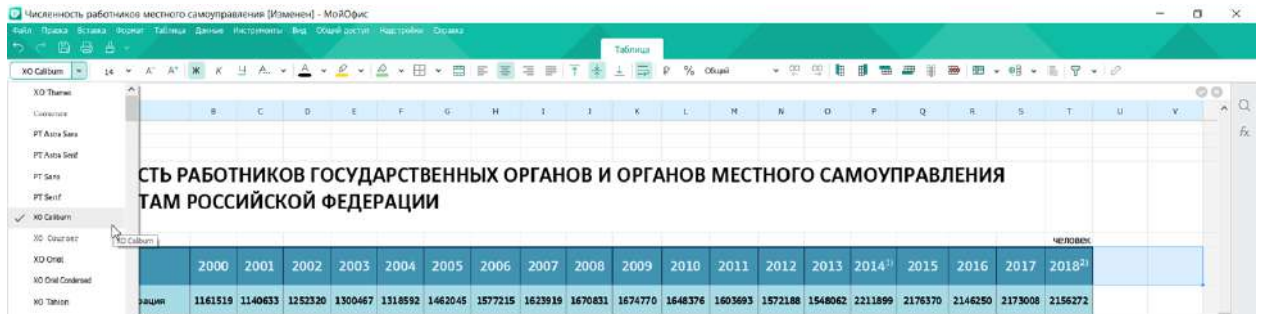 Численность работников местного самоуправления [Изменен] - МойОфис
Файл Правка Вставка Формат Таблица Данные Инструменты Вид Общий доступ Надстройки Справка
Таблица
XO Caliburn 14 Ж К Ч А Общий
XO Thames
PT Astra Sans
PT Astra Serif
PT Sans
PT Serif
XO Caliburn
XO Courser
XO Caliburn
XO Oriel
XO Oriel Condensed
XO Tahion
B C D E F G H I J K L M N O P Q R S T U V
СТЬ РАБОТНИКОВ ГОСУДАРСТВЕННЫХ ОРГАНОВ И ОРГАНОВ МЕСТНОГО САМОУПРАВЛЕНИЯ
ТАМ РОССИЙСКОЙ ФЕДЕРАЦИИ
человек
2000 2001 2002 2003 2004 2005 2006 2007 2008 2009 2010 2011 2012 2013 2014¹⁾ 2015 2016 2017 2018²⁾
рация 1161519 1140633 1252320 1300467 1318592 1462045 1577215 1623919 1670831 1674770 1648376 1603693 1572188 1548062 2211899 2176370 2146250 2173008 2156272